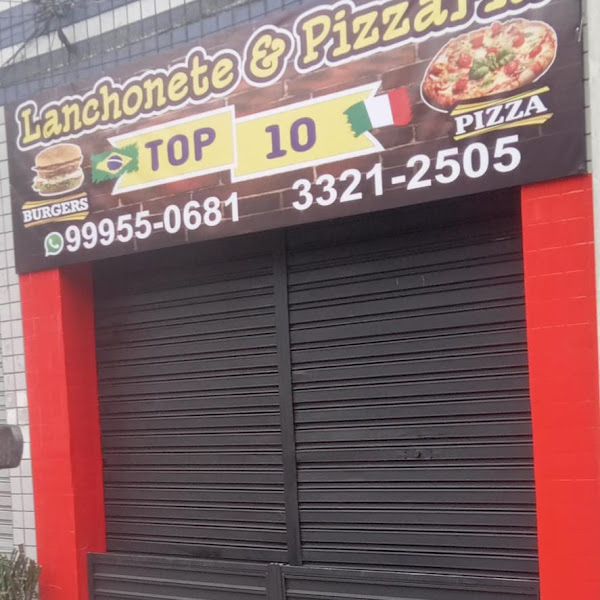 Lanchonete & Pizzaria
TOP 10
BURGERS
PIZZA
99955-0681 3321-2505